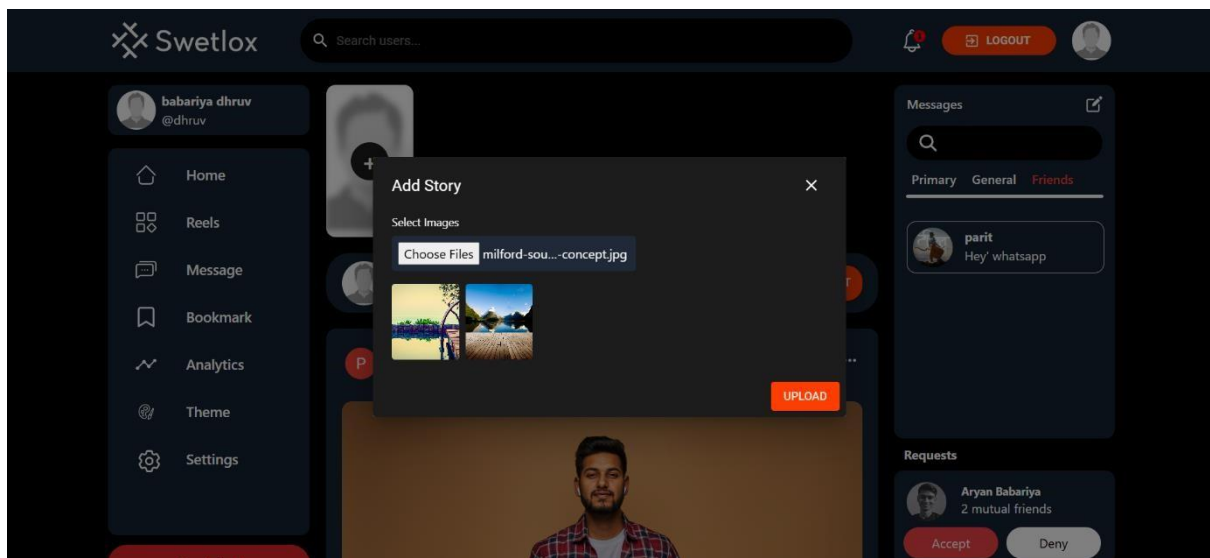 Swetlox
Search users...
1
LOGOUT
babariya dhruv
@dhruv
Home
Reels
Message
Bookmark
Analytics
Theme
Settings
+
Add Story
×
Select Images
Choose Files milford-sou...-concept.jpg
UPLOAD
P
T
...
Messages
Primary General Friends
parit
Hey' whatsapp
Requests
Aryan Babariya
2 mutual friends
Accept Deny